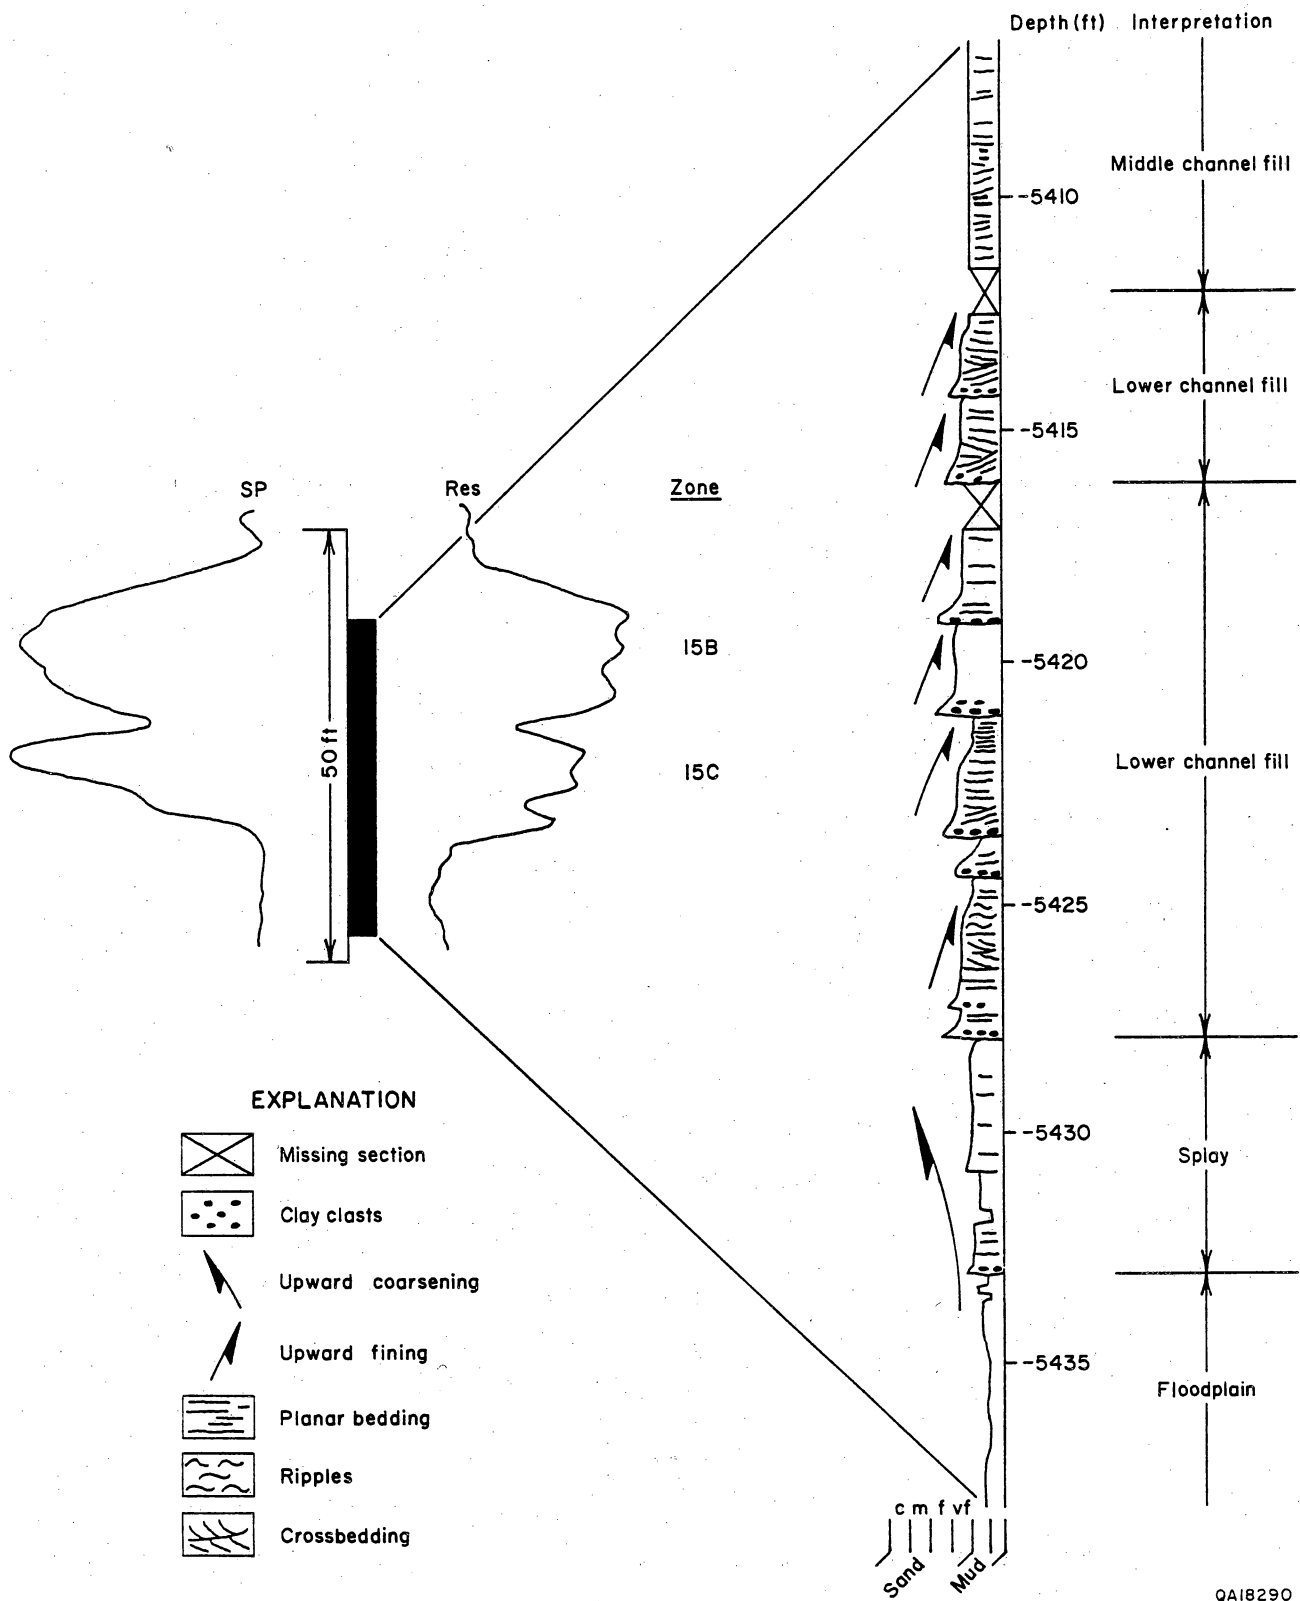 Depth (ft) Interpretation
Middle channel fill
-5410
Lower channel fill
-5415
SP
Res
Zone
15B
-5420
50 ft
15C
Lower channel fill
-5425
EXPLANATION
Missing section
Clay clasts
Upward coarsening
Upward fining
Planar bedding
Ripples
Crossbedding
-5430
Splay
-5435
Floodplain
c m f vf
Sand
Mud
QA18290